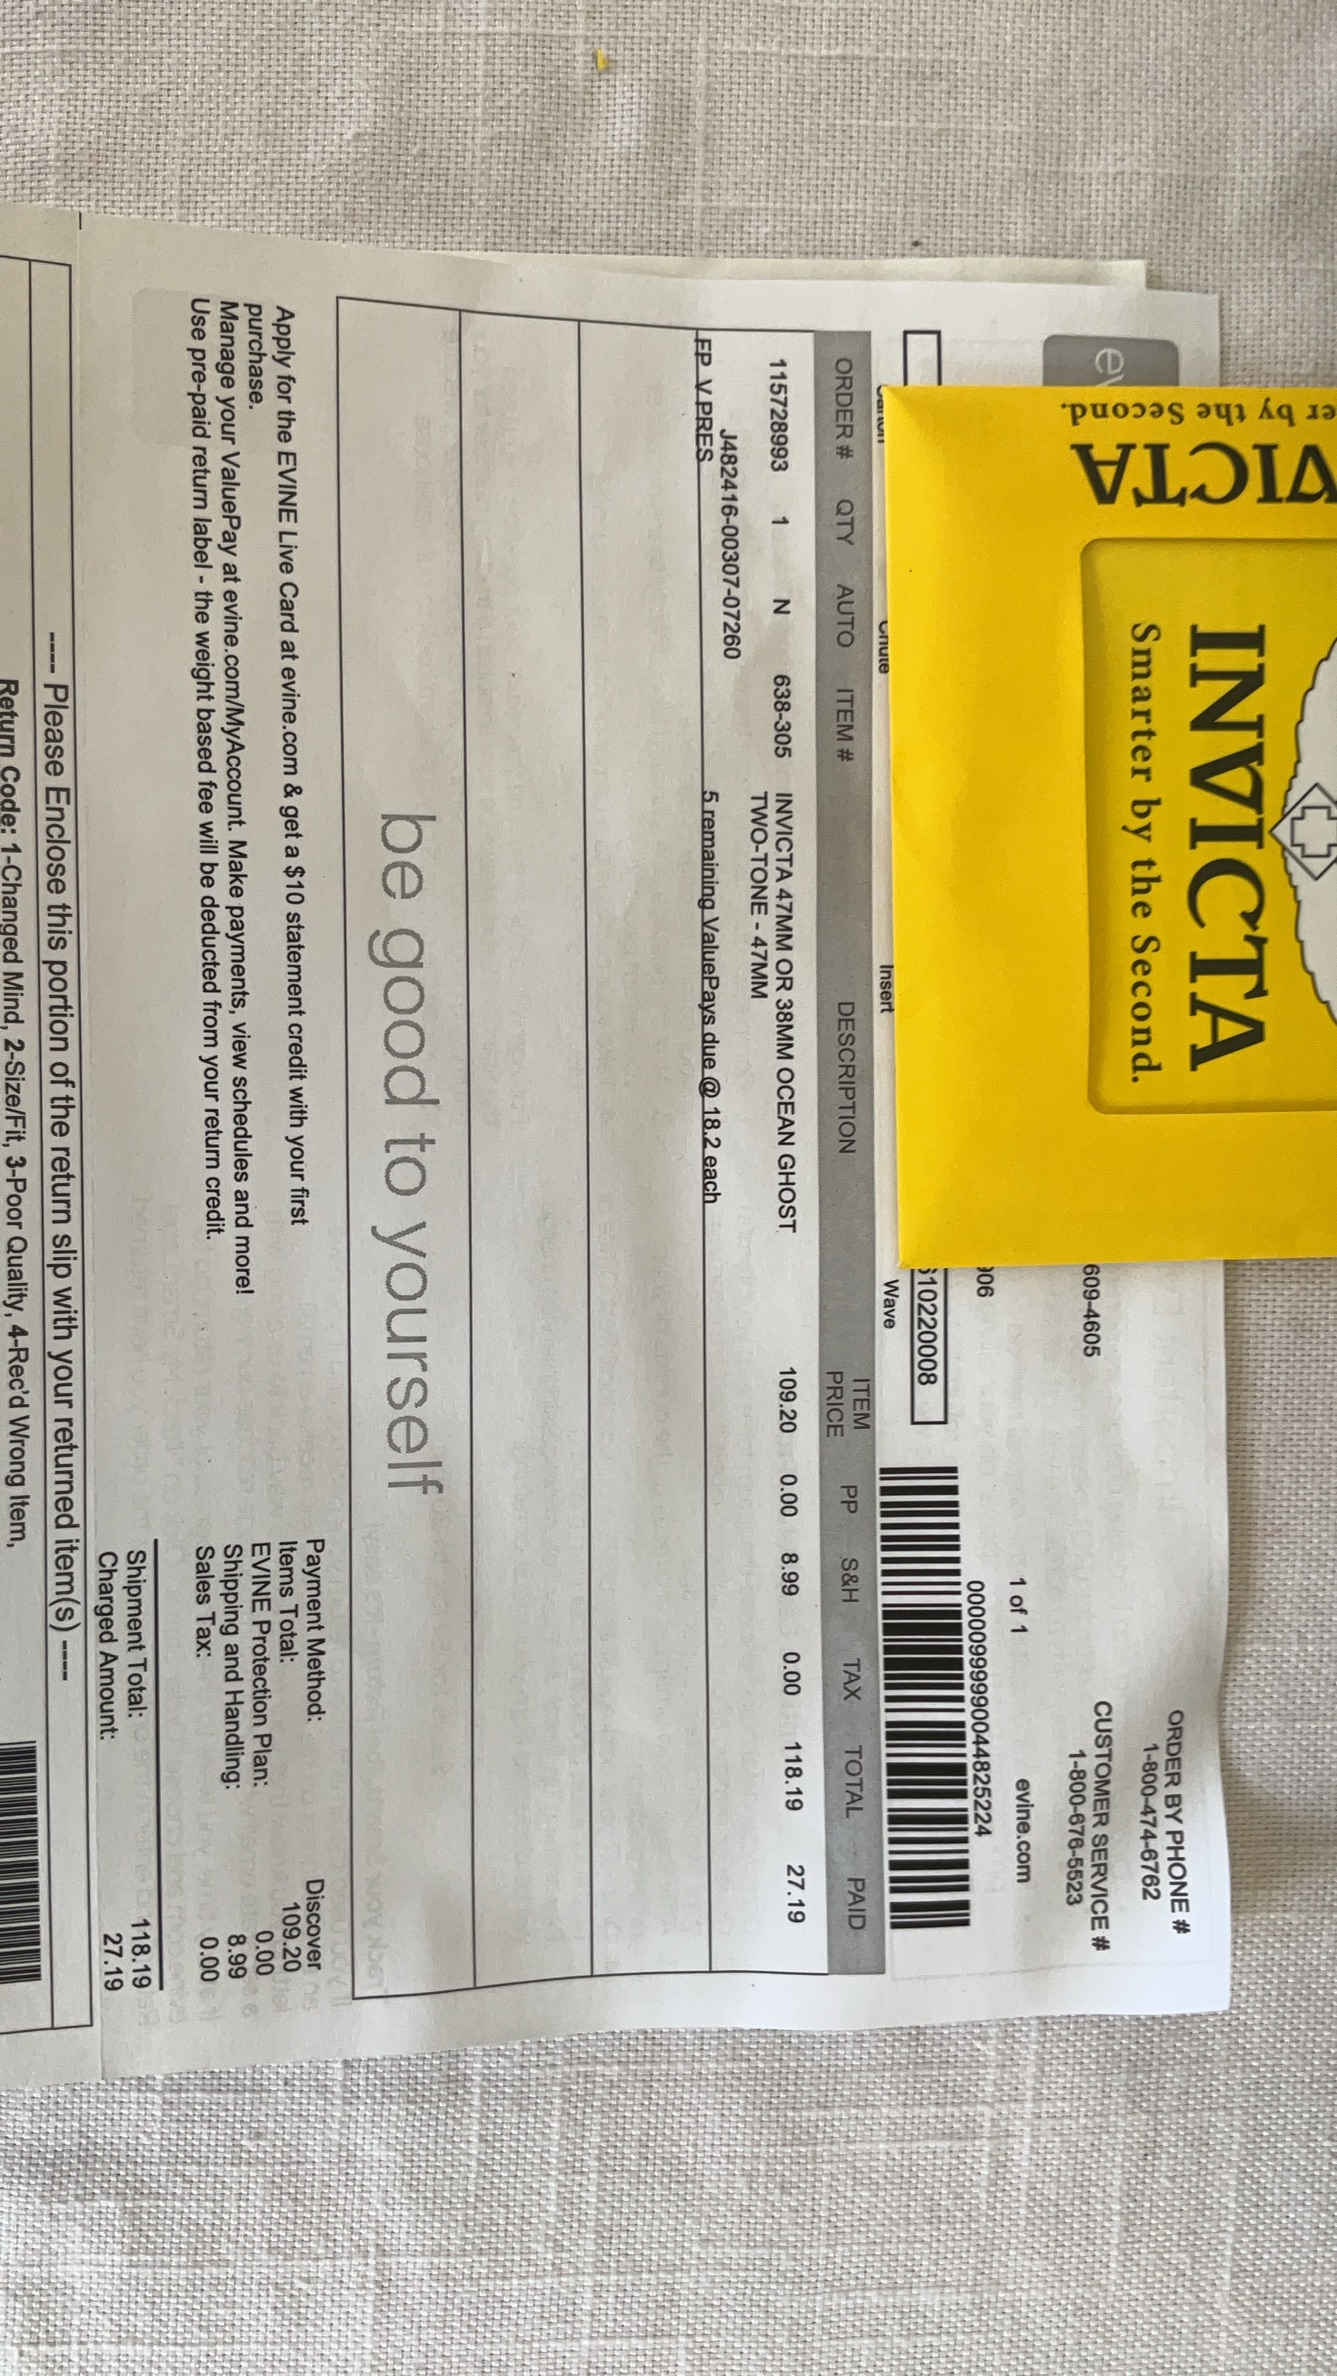 ORDER BY PHONE #
1-800-474-6762
CUSTOMER SERVICE #
1-800-676-5523
609-4605
1 of 1 evine.com
00000999990044825224
610220008
Insert Wave
er by the Second.
VICTA
INVICTA
Smarter by the Second.
ORDER # QTY AUTO ITEM # DESCRIPTION ITEM PRICE PP S&H TAX TOTAL PAID
115728993 1 N 638-305 INVICTA 47MM OR 38MM OCEAN GHOST 109.20 0.00 8.99 0.00 118.19 27.19
TWO-TONE - 47MM
J482416-00307-07260
FP V PRES 5 remaining ValuePays due @ 18.2 each
be good to yourself
Apply for the EVINE Live Card at evine.com & get a $10 statement credit with your first
purchase.
Manage your ValuePay at evine.com/MyAccount. Make payments, view schedules and more!
Use pre-paid return label - the weight based fee will be deducted from your return credit.
Payment Method: Discover
Items Total: 109.20
EVINE Protection Plan: 0.00
Shipping and Handling: 8.99
Sales Tax: 0.00
Shipment Total: 118.19
Charged Amount: 27.19
---- Please Enclose this portion of the return slip with your returned item(s) ----
Return Code: 1-Changed Mind, 2-Size/Fit, 3-Poor Quality, 4-Rec'd Wrong Item,